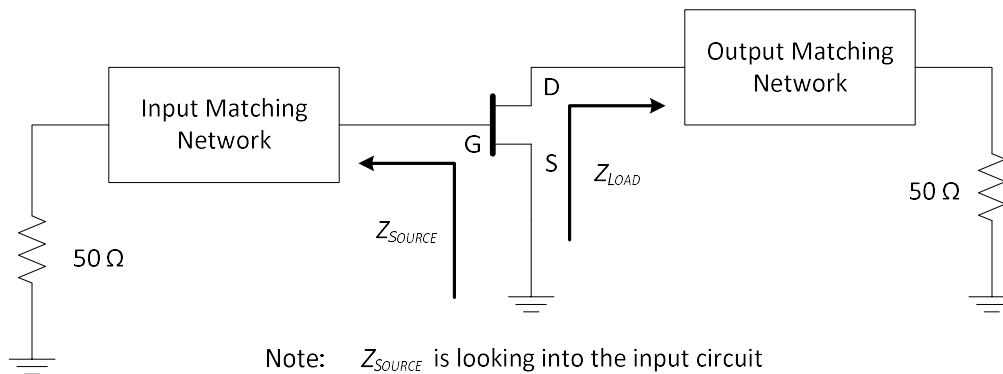 Output Matching
Network
Input Matching
Network
D
G
S
Z_LOAD
Z_SOURCE
50 Ω
50 Ω
Note: Z_SOURCE is looking into the input circuit